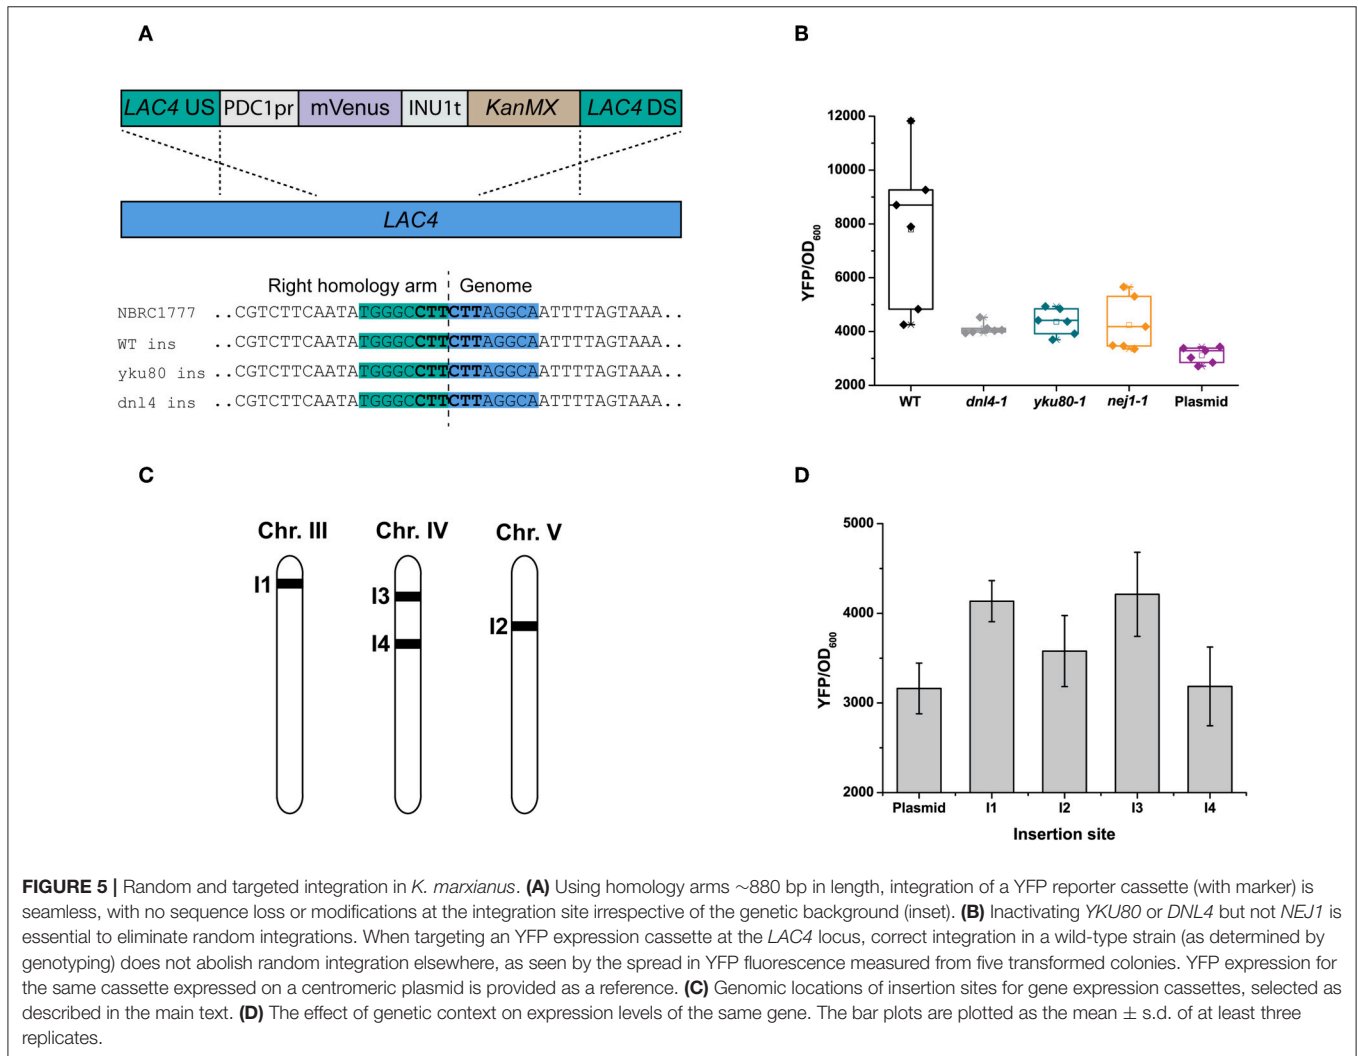 A
LAC4 US PDC1pr mVenus INU1t KanMX LAC4 DS
LAC4
Right homology arm Genome
NBRC1777 ..CGTCTTCAATATGGGCCTTCTTAGGCAATTTTAGTAAA..
WT ins ..CGTCTTCAATATGGGCCTTCTTAGGCAATTTTAGTAAA..
yku80 ins ..CGTCTTCAATATGGGCCTTCTTAGGCAATTTTAGTAAA..
dnl4 ins ..CGTCTTCAATATGGGCCTTCTTAGGCAATTTTAGTAAA..
B
YFP/OD600
12000
10000
8000
6000
4000
2000
WT dnl4-1 yku80-1 nej1-1 Plasmid
C
Chr. III Chr. IV Chr. V
I1
I3
I4
I2
D
YFP/OD600
5000
4000
3000
2000
Plasmid I1 I2 I3 I4
Insertion site
FIGURE 5 | Random and targeted integration in K. marxianus. (A) Using homology arms ~880 bp in length, integration of a YFP reporter cassette (with marker) is
seamless, with no sequence loss or modifications at the integration site irrespective of the genetic background (inset). (B) Inactivating YKU80 or DNL4 but not NEJ1 is
essential to eliminate random integrations. When targeting an YFP expression cassette at the LAC4 locus, correct integration in a wild-type strain (as determined by
genotyping) does not abolish random integration elsewhere, as seen by the spread in YFP fluorescence measured from five transformed colonies. YFP expression for
the same cassette expressed on a centromeric plasmid is provided as a reference. (C) Genomic locations of insertion sites for gene expression cassettes, selected as
described in the main text. (D) The effect of genetic context on expression levels of the same gene. The bar plots are plotted as the mean ± s.d. of at least three
replicates.